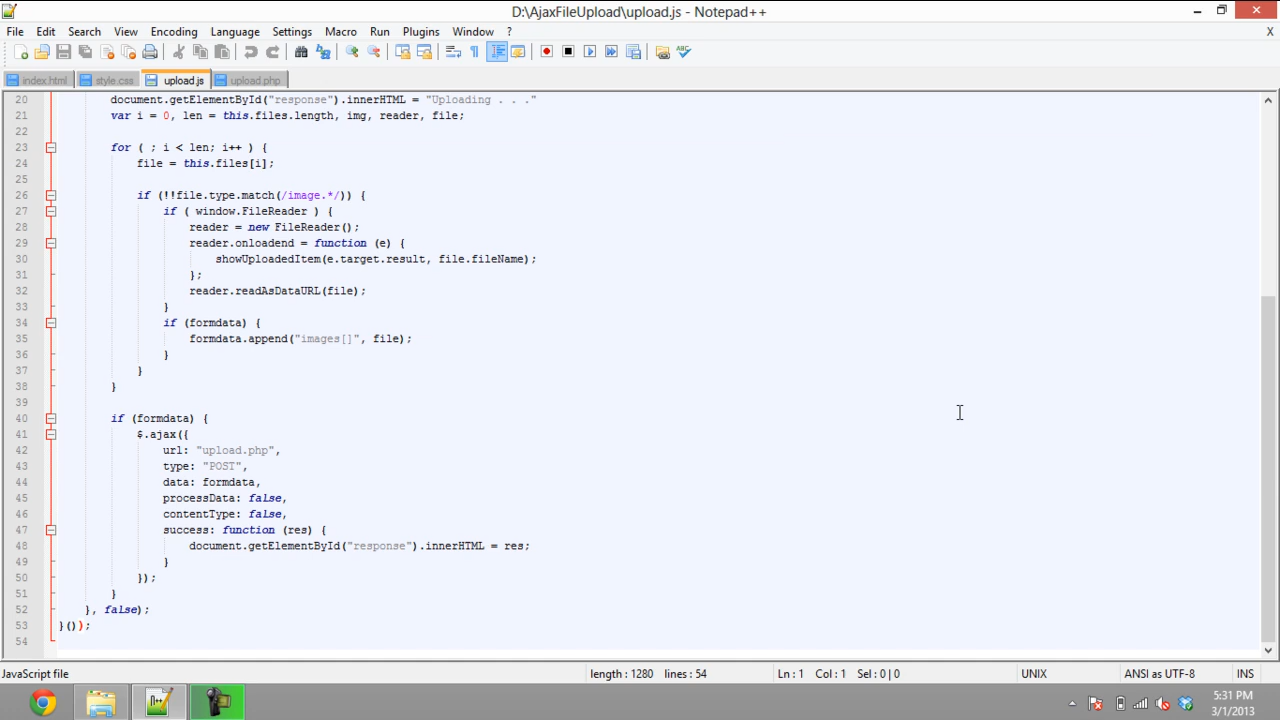 D:\AjaxFileUpload\upload.js - Notepad++
File Edit Search View Encoding Language Settings Macro Run Plugins Window ? X
index.html style.css upload.js upload.php
20 document.getElementById("response").innerHTML = "Uploading . . ."
21 var i = 0, len = this.files.length, img, reader, file;
22
23 for ( ; i < len; i++ ) {
24 file = this.files[i];
25
26 if (!!file.type.match(/image.*/)) {
27 if ( window.FileReader ) {
28 reader = new FileReader();
29 reader.onloadend = function (e) {
30 showUploadedItem(e.target.result, file.fileName);
31 };
32 reader.readAsDataURL(file);
33 }
34 if (formdata) {
35 formdata.append("images[]", file);
36 }
37 }
38 }
39
40 if (formdata) {
41 $.ajax({
42 url: "upload.php",
43 type: "POST",
44 data: formdata,
45 processData: false,
46 contentType: false,
47 success: function (res) {
48 document.getElementById("response").innerHTML = res;
49 }
50 });
51 }
52 }, false);
53 }());
54
JavaScript file length : 1280 lines : 54 Ln : 1 Col : 1 Sel : 0 | 0 UNIX ANSI as UTF-8 INS
5:31 PM
3/1/2013